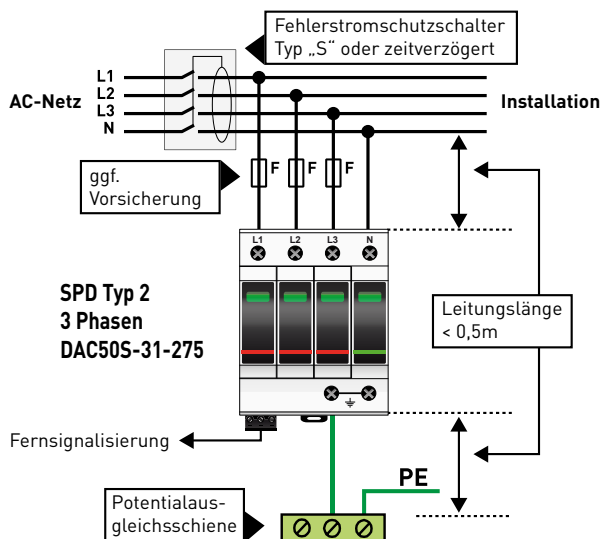 Fehlerstromschutzschalter
Typ „S“ oder zeitverzögert
L1
L2
AC-Netz L3
N
Installation
F F F
ggf.
Vorsicherung
L1 L2 L3 N
SPD Typ 2
3 Phasen
DAC50S-31-275
Leitungslänge
< 0,5m
Fernsignalisierung
PE
Potentialaus-
gleichsschiene